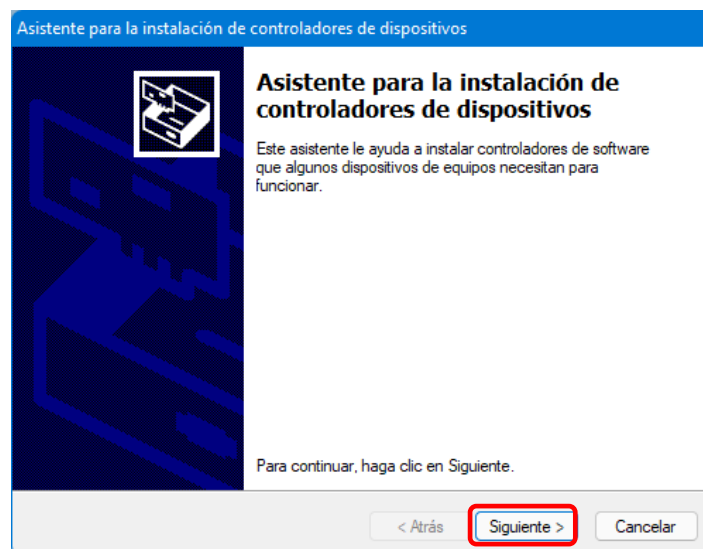 Asistente para la instalación de controladores de dispositivos
Asistente para la instalación de
controladores de dispositivos
Este asistente le ayuda a instalar controladores de software
que algunos dispositivos de equipos necesitan para
funcionar.
Para continuar, haga clic en Siguiente.
< Atrás
Siguiente >
Cancelar